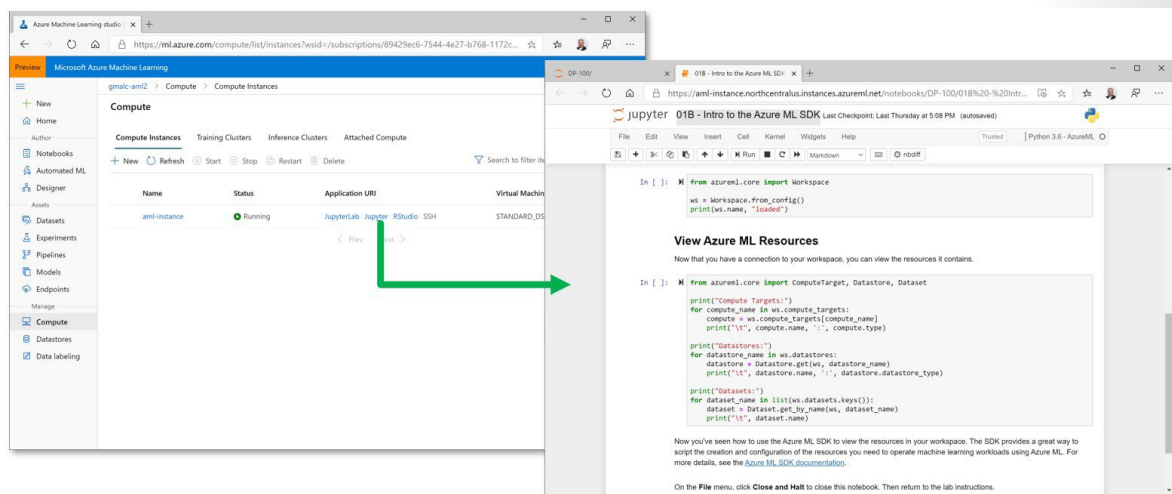 Azure Machine Learning studio
https://ml.azure.com/compute/list/instances?wsid=/subscriptions/89429ec6-7544-4e27-b768-1172c...
Preview Microsoft Azure Machine Learning
gmalc-aml2 > Compute > Compute Instances
New
Home
Author
Notebooks
Automated ML
Designer
Assets
Datasets
Experiments
Pipelines
Models
Endpoints
Manage
Compute
Datastores
Data labeling
Compute
Compute Instances Training Clusters Inference Clusters Attached Compute
New Refresh Start Stop Restart Delete Search to filter ite
Name Status Application URI Virtual Machin
aml-instance Running JupyterLab Jupyter RStudio SSH STANDARD_DS
< Prev Next >
DP-100/ 01B - Intro to the Azure ML SDK
https://aml-instance.northcentralus.instances.azureml.net/notebooks/DP-100/01B%20-%20Intr...
jupyter 01B - Intro to the Azure ML SDK Last Checkpoint: Last Thursday at 5:08 PM (autosaved)
File Edit View Insert Cell Kernel Widgets Help Trusted Python 3.6 - AzureML
Run Markdown nbdiff
In [ ]: from azureml.core import Workspace
ws = Workspace.from_config()
print(ws.name, "loaded")
View Azure ML Resources
Now that you have a connection to your workspace, you can view the resources it contains.
In [ ]: from azureml.core import ComputeTarget, Datastore, Dataset
print("Compute Targets:")
for compute_name in ws.compute_targets:
compute = ws.compute_targets[compute_name]
print("\t", compute.name, ':', compute.type)
print("Datastores:")
for datastore_name in ws.datastores:
datastore = Datastore.get(ws, datastore_name)
print("\t", datastore.name, ':', datastore.datastore_type)
print("Datasets:")
for dataset_name in list(ws.datasets.keys()):
dataset = Dataset.get_by_name(ws, dataset_name)
print("\t", dataset.name)
Now you've seen how to use the Azure ML SDK to view the resources in your workspace. The SDK provides a great way to
script the creation and configuration of the resources you need to operate machine learning workloads using Azure ML. For
more details, see the Azure ML SDK documentation.
On the File menu, click Close and Halt to close this notebook. Then return to the lab instructions.